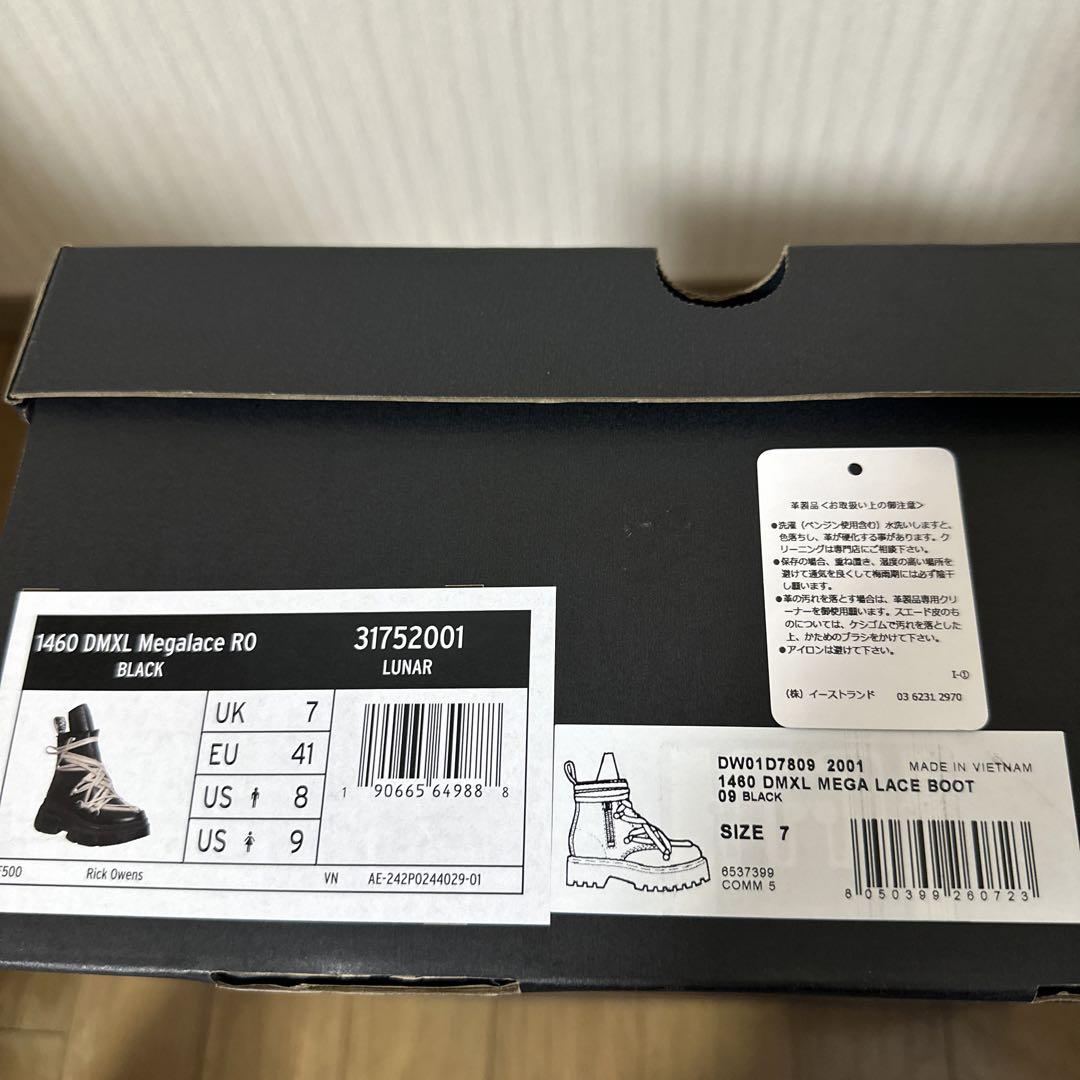 革製品<お取扱い上の御注意>
●洗濯(ベンジン使用含む)水洗いしますと、
色落ちし、革が硬化する事があります。ク
リーニングは専門店にご相談下さい。
●保存の場合、重ね置き、湿度の高い場所を
避けて通気を良くして梅雨期には必ず陰干
し願います。
●革の汚れを落とす場合は、革製品専用クリ
ーナーを御使用願います。スエード皮のも
のについては、ケシゴムで汚れを落とした
上、かためのブラシをかけて下さい。
●アイロンは避けて下さい。
I-①
(株)イーストランド 03 6231 2970
1460 DMXL Megalace RO 31752001
BLACK LUNAR
UK 7
EU 41
US 8
US 9
1 90665 64988 8
F500 Rick Owens VN AE-242P0244029-01
DW01D7809 2001 MADE IN VIETNAM
1460 DMXL MEGA LACE BOOT
09 BLACK
SIZE 7
6537399
COMM 5
8 050399 260723